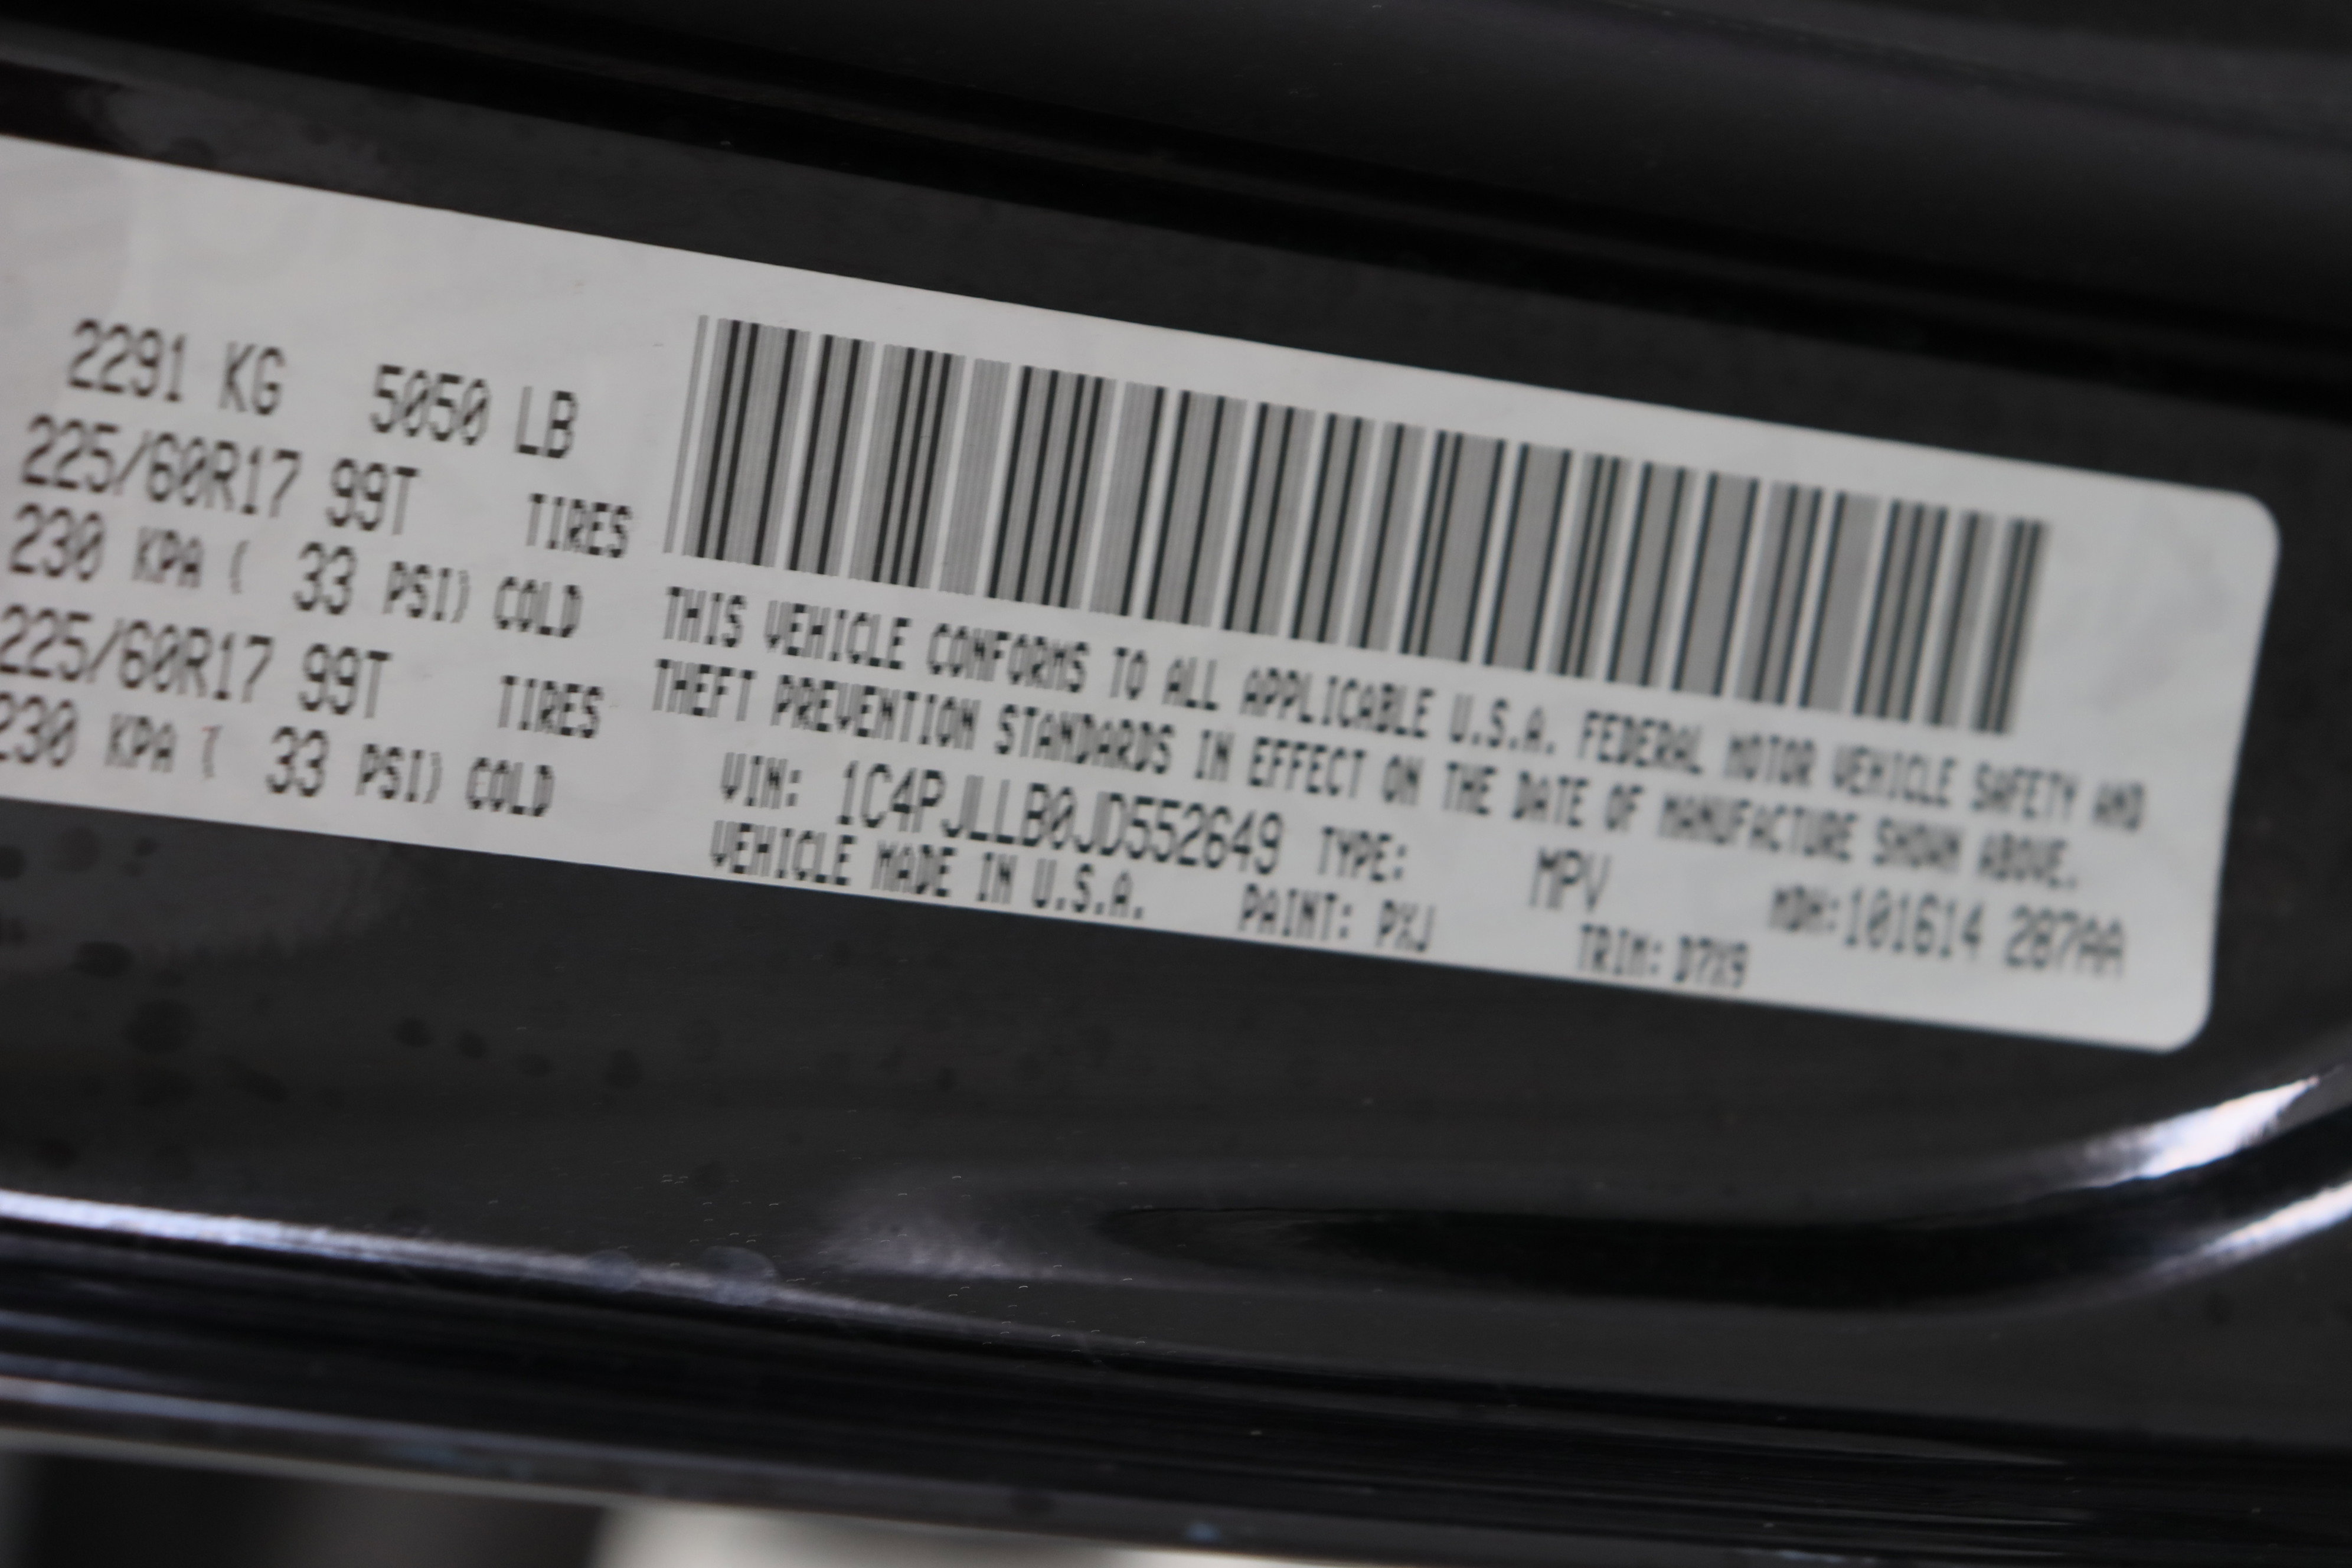 2291 KG 5050 LB
225/60R17 99T TIRES
230 KPA ( 33 PSI) COLD
225/60R17 99T TIRES
230 KPA ( 33 PSI) COLD
THIS VEHICLE CONFORMS TO ALL APPLICABLE U.S.A. FEDERAL MOTOR VEHICLE SAFETY AND
THEFT PREVENTION STANDARDS IN EFFECT ON THE DATE OF MANUFACTURE SHOWN ABOVE.
VIN: 1C4PJLLB0JD552649 TYPE: MPV MDH:101614 287AA
VEHICLE MADE IN U.S.A. PAINT: PXJ TRIM: D7X9